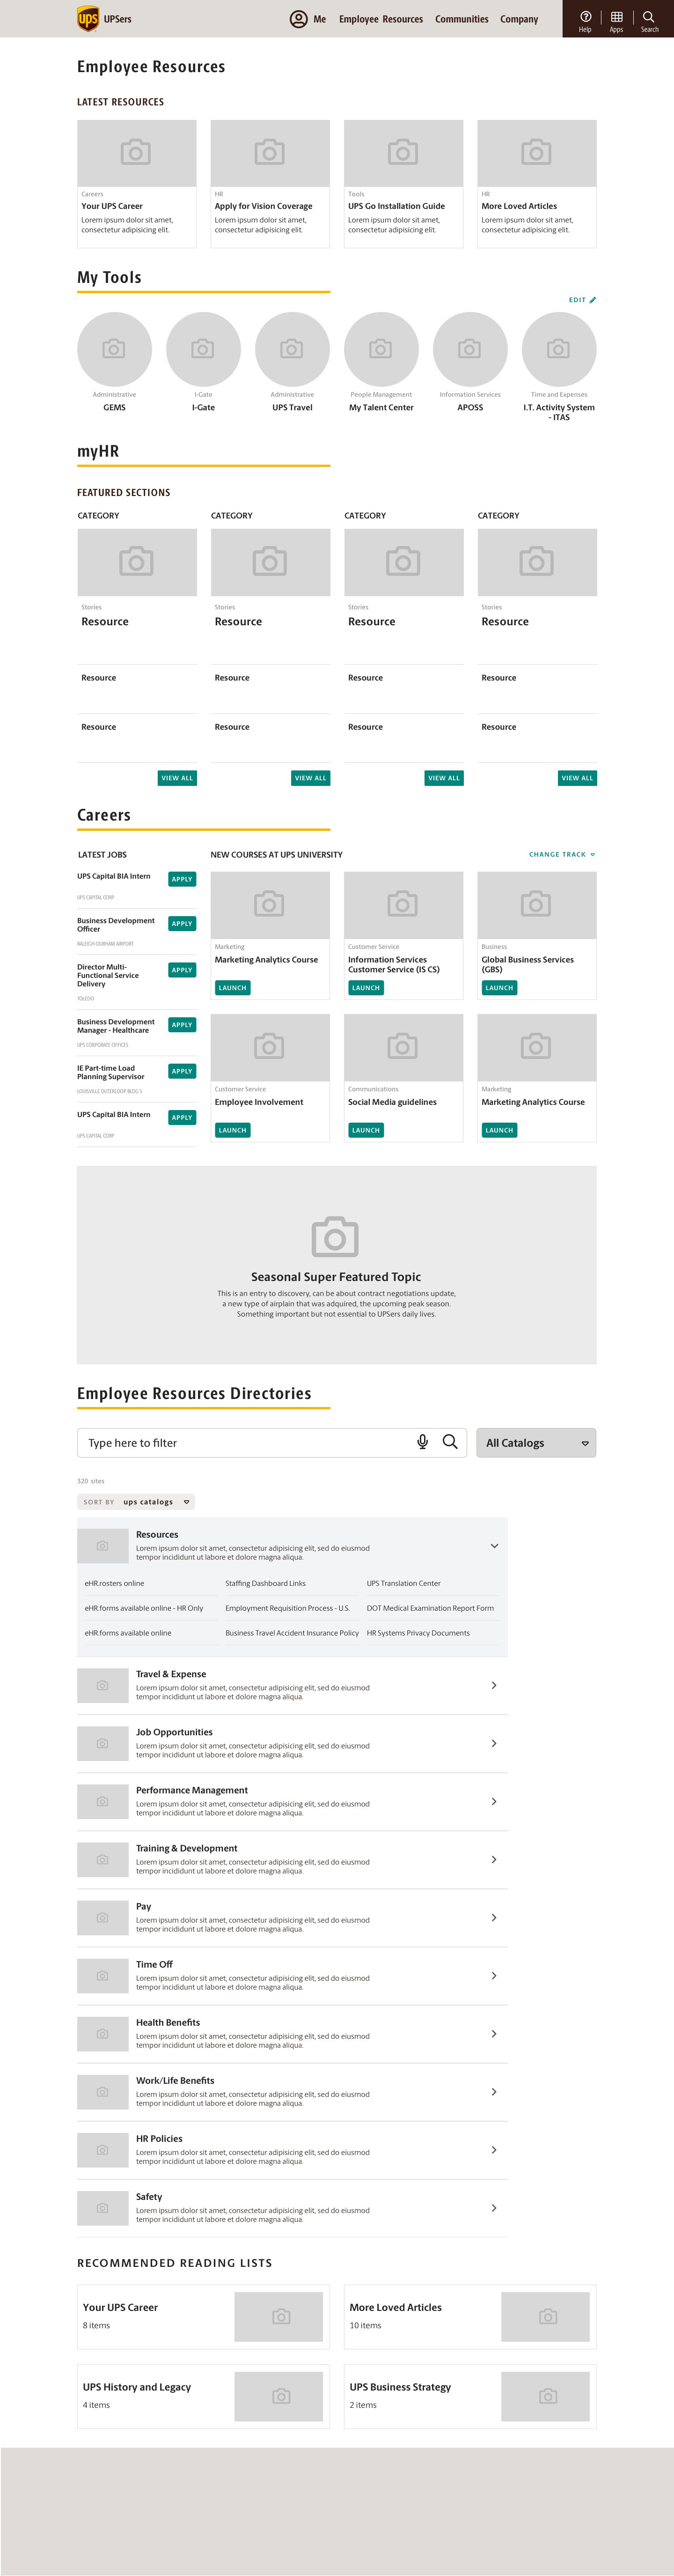 ups UPSers
Me Employee Resources Communities Company
Help Apps Search
Employee Resources
LATEST RESOURCES
Careers
Your UPS Career
Lorem ipsum dolor sit amet,
consectetur adipisicing elit.
HR
Apply for Vision Coverage
Lorem ipsum dolor sit amet,
consectetur adipisicing elit.
Tools
UPS Go Installation Guide
Lorem ipsum dolor sit amet,
consectetur adipisicing elit.
HR
More Loved Articles
Lorem ipsum dolor sit amet,
consectetur adipisicing elit.
My Tools
EDIT
Administrative
GEMS
I-Gate
I-Gate
Administrative
UPS Travel
People Management
My Talent Center
Information Services
APOSS
Time and Expenses
I.T. Activity System
- ITAS
myHR
FEATURED SECTIONS
CATEGORY
Stories
Resource
Resource
Resource
VIEW ALL
CATEGORY
Stories
Resource
Resource
Resource
VIEW ALL
CATEGORY
Stories
Resource
Resource
Resource
VIEW ALL
CATEGORY
Stories
Resource
Resource
Resource
VIEW ALL
Careers
LATEST JOBS
UPS Capital BIA Intern
APPLY
UPS CAPITAL CORP
Business Development
Officer
APPLY
RALEIGH-DURHAM AIRPORT
Director Multi-
Functional Service
Delivery
APPLY
TOLEDO
Business Development
Manager - Healthcare
APPLY
UPS CORPORATE OFFICES
IE Part-time Load
Planning Supervisor
APPLY
LOUISVILLE OUTERLOOP BLDG 5
UPS Capital BIA Intern
APPLY
UPS CAPITAL CORP
NEW COURSES AT UPS UNIVERSITY
CHANGE TRACK
Marketing
Marketing Analytics Course
LAUNCH
Customer Service
Information Services
Customer Service (IS CS)
LAUNCH
Business
Global Business Services
(GBS)
LAUNCH
Customer Service
Employee Involvement
LAUNCH
Communications
Social Media guidelines
LAUNCH
Marketing
Marketing Analytics Course
LAUNCH
Seasonal Super Featured Topic
This is an entry to discovery, can be about contract negotiations update,
a new type of airplain that was adquired, the upcoming peak season.
Something important but not essential to UPSers daily lives.
Employee Resources Directories
Type here to filter
All Catalogs
320 sites
SORT BY ups catalogs
Resources
Lorem ipsum dolor sit amet, consectetur adipisicing elit, sed do eiusmod
tempor incididunt ut labore et dolore magna aliqua.
eHR.rosters online
Staffing Dashboard Links
UPS Translation Center
eHR.forms available online - HR Only
Employment Requisition Process - U.S.
DOT Medical Examination Report Form
eHR.forms available online
Business Travel Accident Insurance Policy
HR Systems Privacy Documents
Travel & Expense
Lorem ipsum dolor sit amet, consectetur adipisicing elit, sed do eiusmod
tempor incididunt ut labore et dolore magna aliqua.
Job Opportunities
Lorem ipsum dolor sit amet, consectetur adipisicing elit, sed do eiusmod
tempor incididunt ut labore et dolore magna aliqua.
Performance Management
Lorem ipsum dolor sit amet, consectetur adipisicing elit, sed do eiusmod
tempor incididunt ut labore et dolore magna aliqua.
Training & Development
Lorem ipsum dolor sit amet, consectetur adipisicing elit, sed do eiusmod
tempor incididunt ut labore et dolore magna aliqua.
Pay
Lorem ipsum dolor sit amet, consectetur adipisicing elit, sed do eiusmod
tempor incididunt ut labore et dolore magna aliqua.
Time Off
Lorem ipsum dolor sit amet, consectetur adipisicing elit, sed do eiusmod
tempor incididunt ut labore et dolore magna aliqua.
Health Benefits
Lorem ipsum dolor sit amet, consectetur adipisicing elit, sed do eiusmod
tempor incididunt ut labore et dolore magna aliqua.
Work/Life Benefits
Lorem ipsum dolor sit amet, consectetur adipisicing elit, sed do eiusmod
tempor incididunt ut labore et dolore magna aliqua.
HR Policies
Lorem ipsum dolor sit amet, consectetur adipisicing elit, sed do eiusmod
tempor incididunt ut labore et dolore magna aliqua.
Safety
Lorem ipsum dolor sit amet, consectetur adipisicing elit, sed do eiusmod
tempor incididunt ut labore et dolore magna aliqua.
RECOMMENDED READING LISTS
Your UPS Career
8 items
More Loved Articles
10 items
UPS History and Legacy
4 items
UPS Business Strategy
2 items